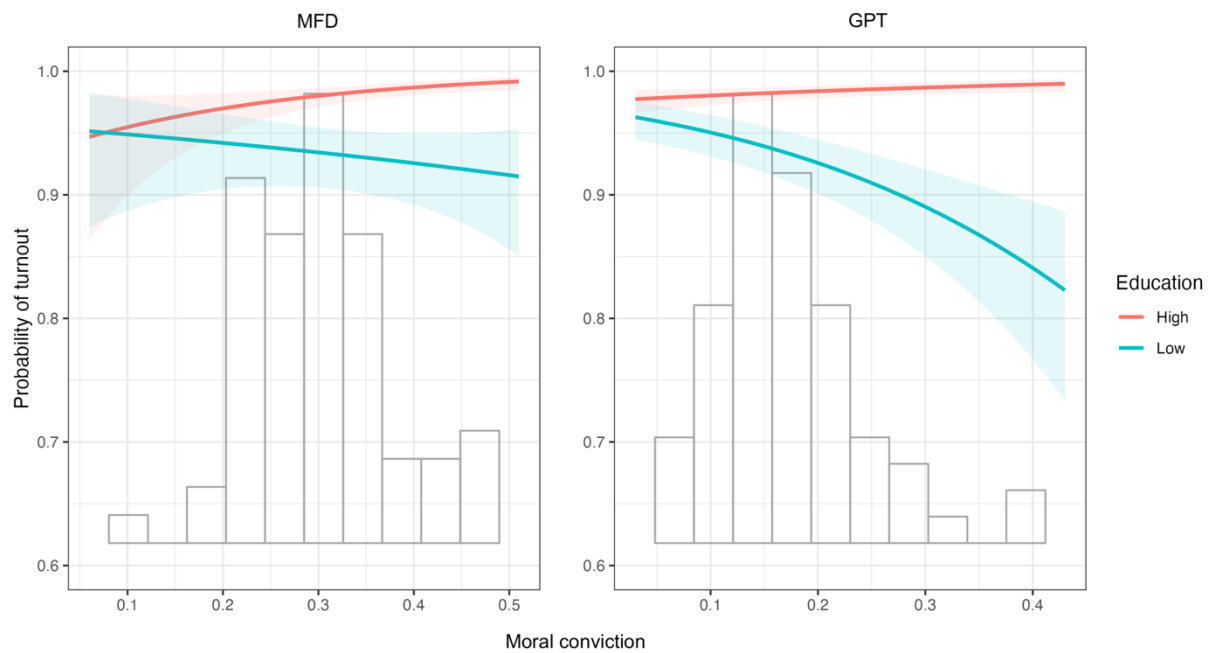 MFD
GPT
Probability of turnout
1.0
0.9
0.8
0.7
0.6
0.1 0.2 0.3 0.4 0.5
1.0
0.9
0.8
0.7
0.6
0.1 0.2 0.3 0.4
Moral conviction
Education
High
Low